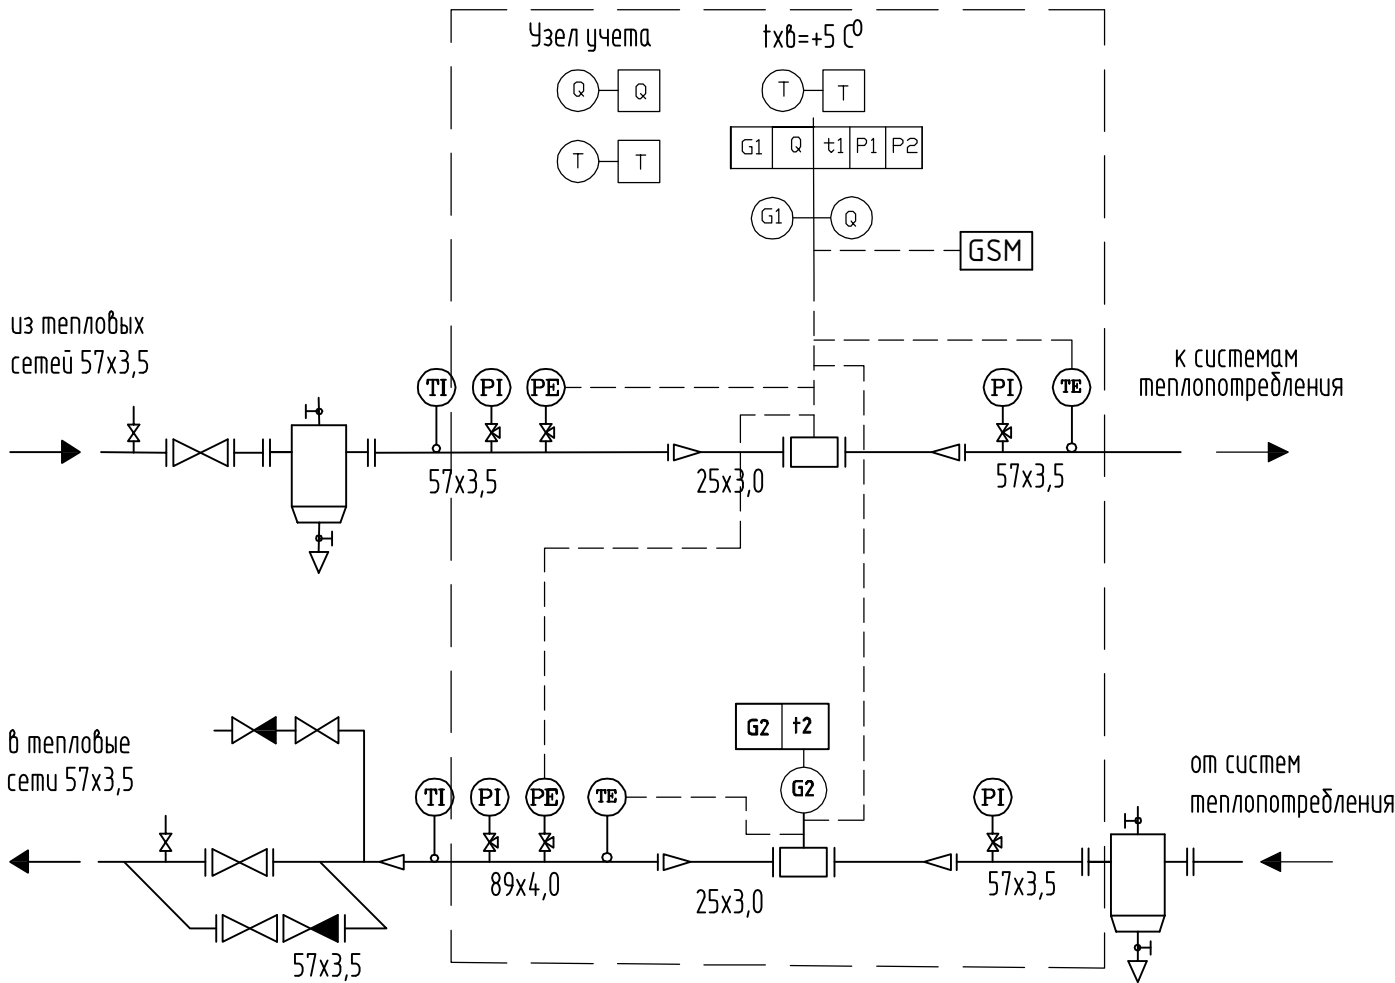 Узел учета
tхв=+5 С⁰
Q Q
T T
T T
G1 Q t1 P1 P2
G1 Q
GSM
из тепловых
сетей 57х3,5
к системам
теплопотребления
TI PI PE PI TE
57х3,5
25х3,0
57х3,5
G2 t2
G2
в тепловые
сети 57х3,5
от систем
теплопотребления
TI PI PE TE PI
89х4,0
25х3,0
57х3,5
57х3,5